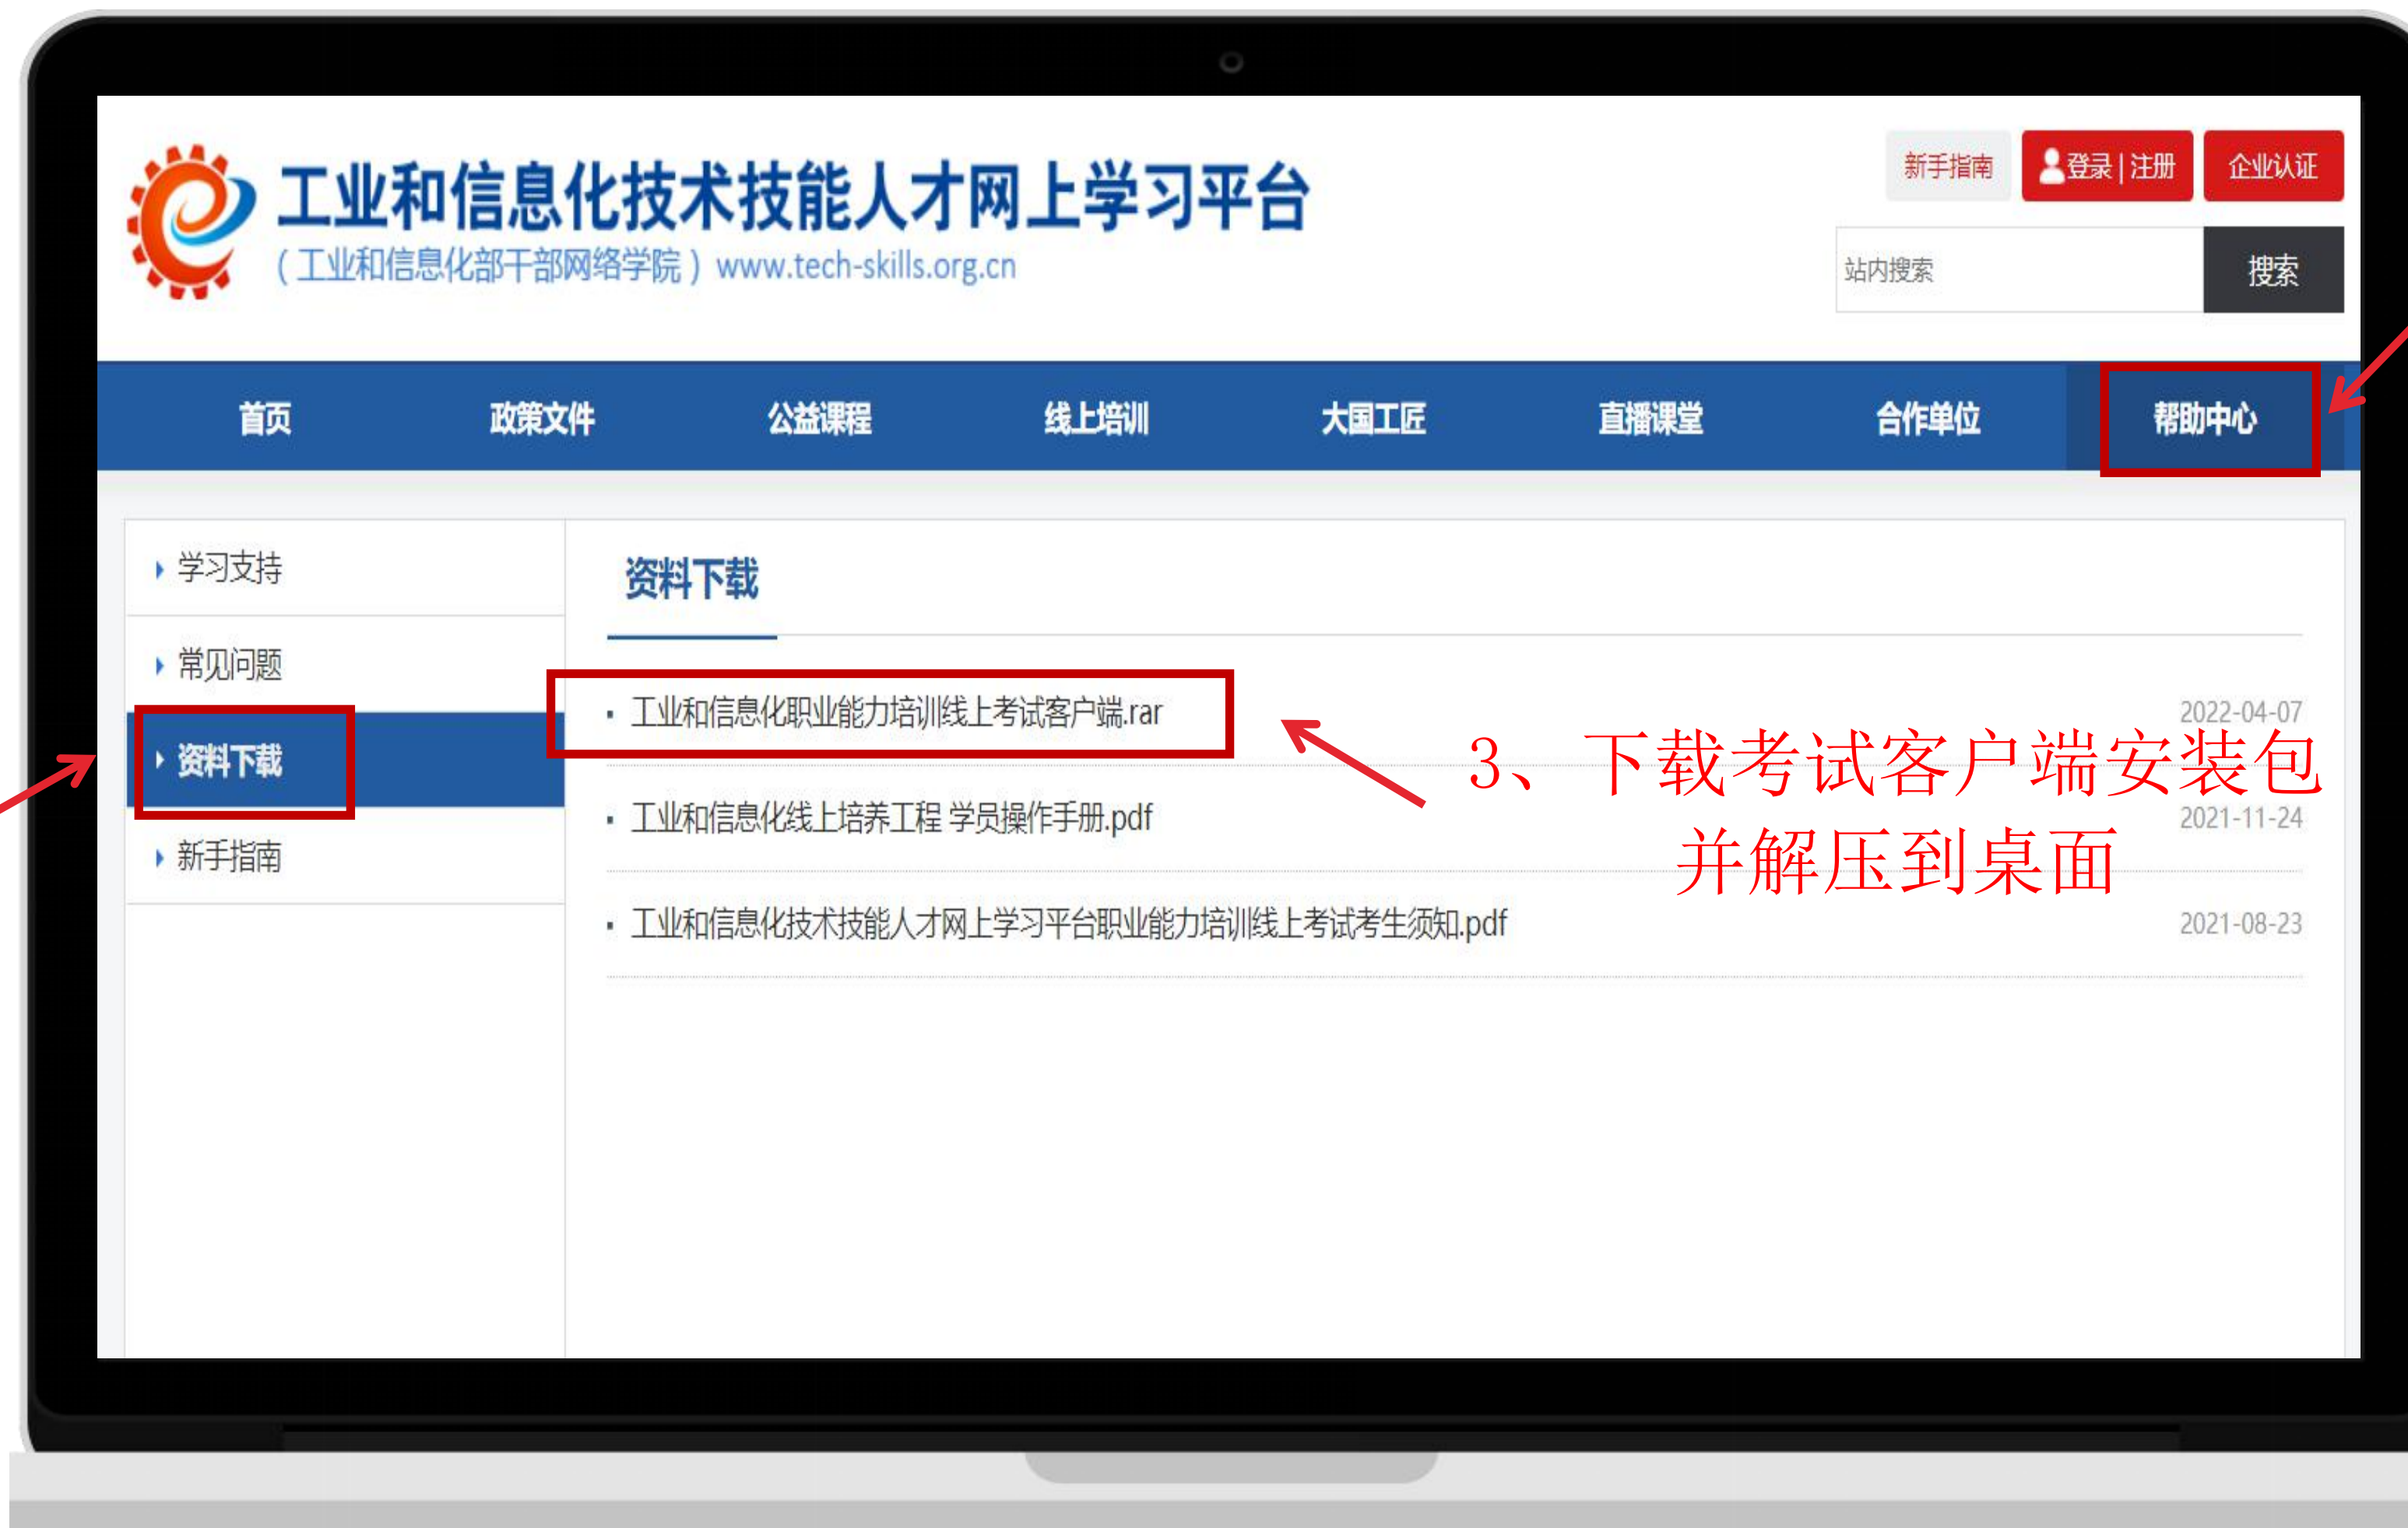 工业和信息化技术技能人才网上学习平台
(工业和信息化部干部网络学院) www.tech-skills.org.cn
新手指南
登录 | 注册
企业认证
站内搜索
搜索
首页 政策文件 公益课程 线上培训 大国工匠 直播课堂 合作单位 帮助中心
学习支持
常见问题
资料下载
新手指南
资料下载
工业和信息化职业能力培训线上考试客户端.rar 2022-04-07
工业和信息化线上培养工程 学员操作手册.pdf 2021-11-24
工业和信息化技术技能人才网上学习平台职业能力培训线上考试考生须知.pdf 2021-08-23
3、下载考试客户端安装包
并解压到桌面